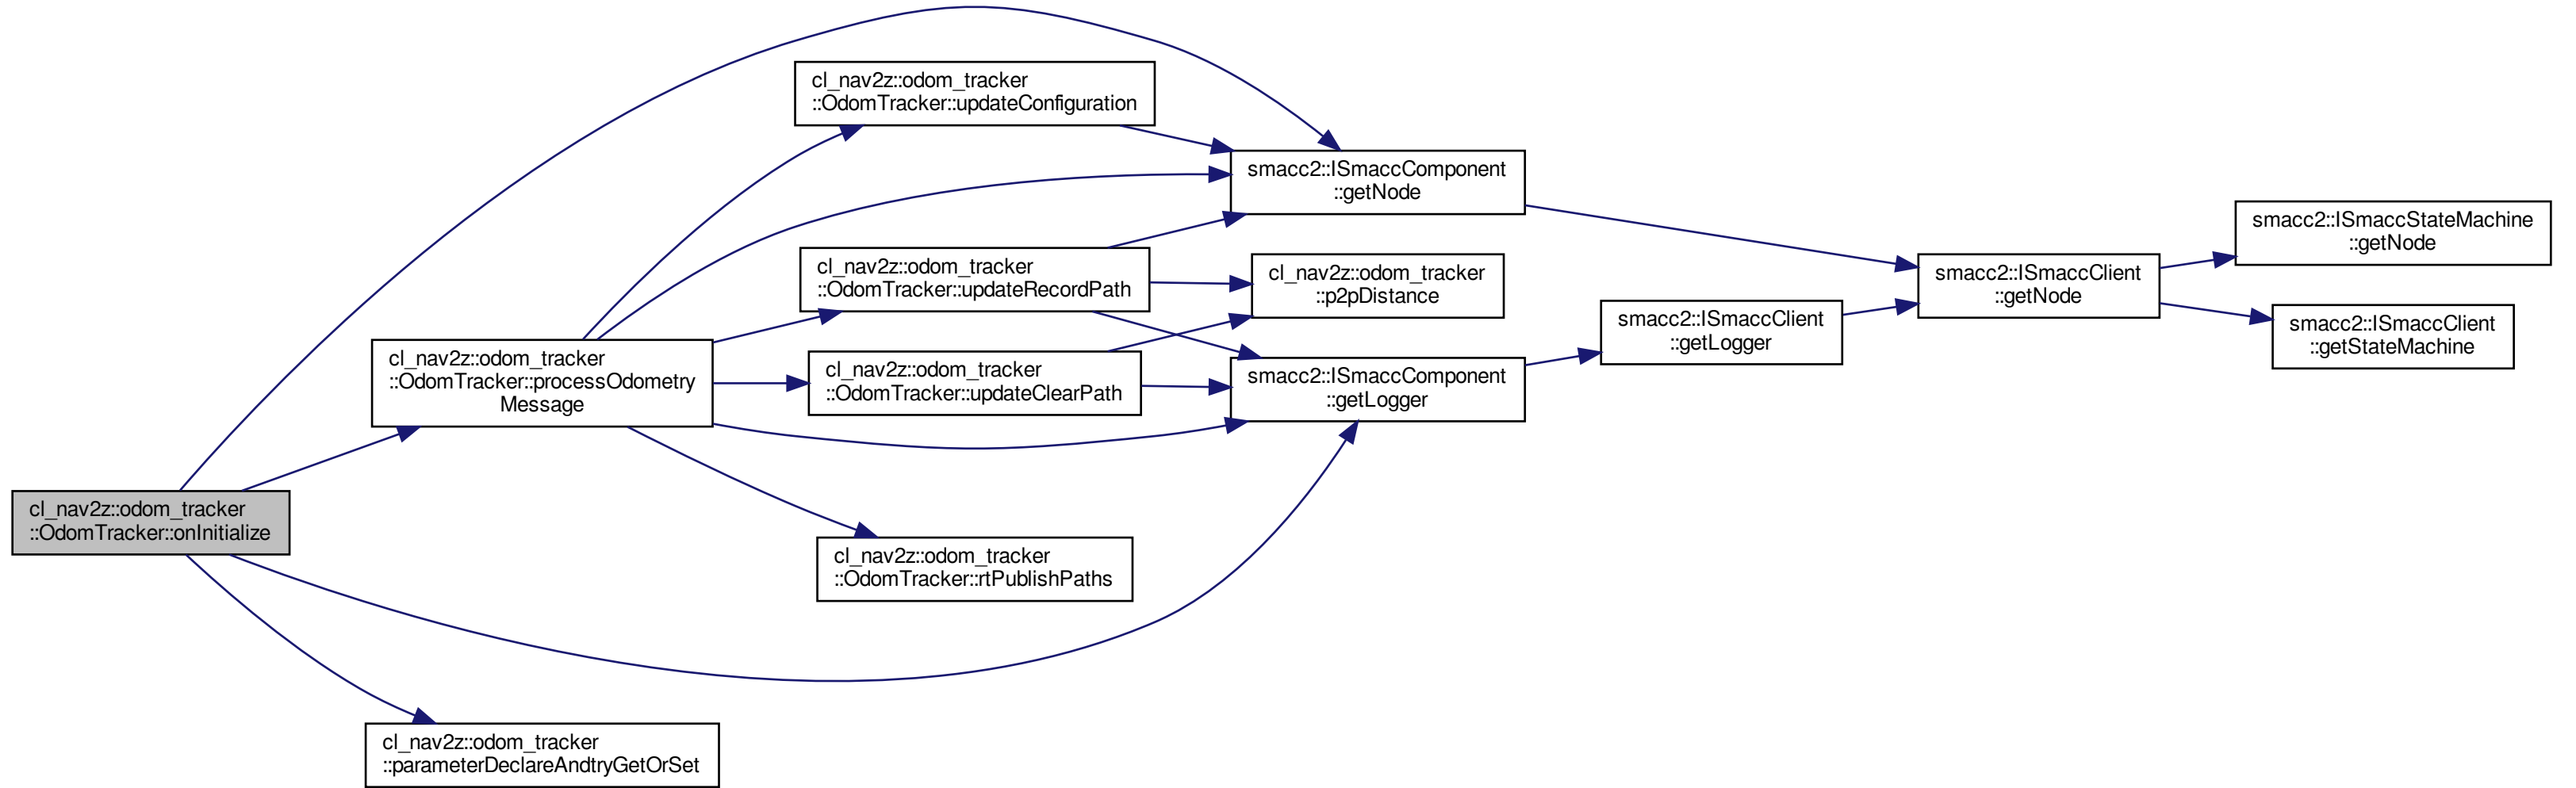 cl_nav2z::odom_tracker
::OdomTracker::onInitialize
cl_nav2z::odom_tracker
::OdomTracker::processOdometry
Message
cl_nav2z::odom_tracker
::parameterDeclareAndtryGetOrSet
cl_nav2z::odom_tracker
::OdomTracker::updateConfiguration
cl_nav2z::odom_tracker
::OdomTracker::updateRecordPath
cl_nav2z::odom_tracker
::OdomTracker::updateClearPath
cl_nav2z::odom_tracker
::OdomTracker::rtPublishPaths
smacc2::ISmaccComponent
::getNode
cl_nav2z::odom_tracker
::p2pDistance
smacc2::ISmaccComponent
::getLogger
smacc2::ISmaccClient
::getLogger
smacc2::ISmaccClient
::getNode
smacc2::ISmaccStateMachine
::getNode
smacc2::ISmaccClient
::getStateMachine